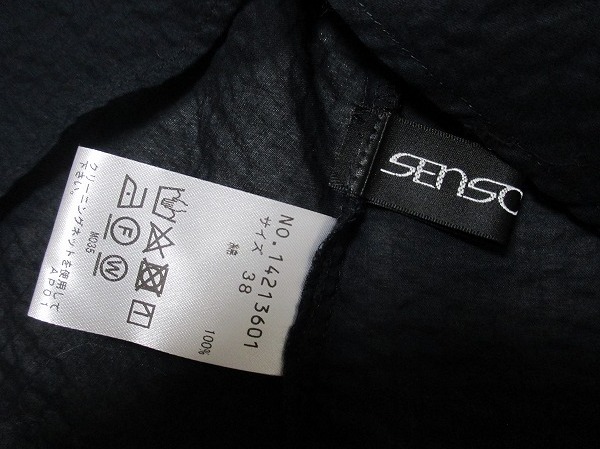 SENSO
NO.14213601
サイズ 38
綿 100%
M035
クリーニングネットを使用して
下さい。 AD01